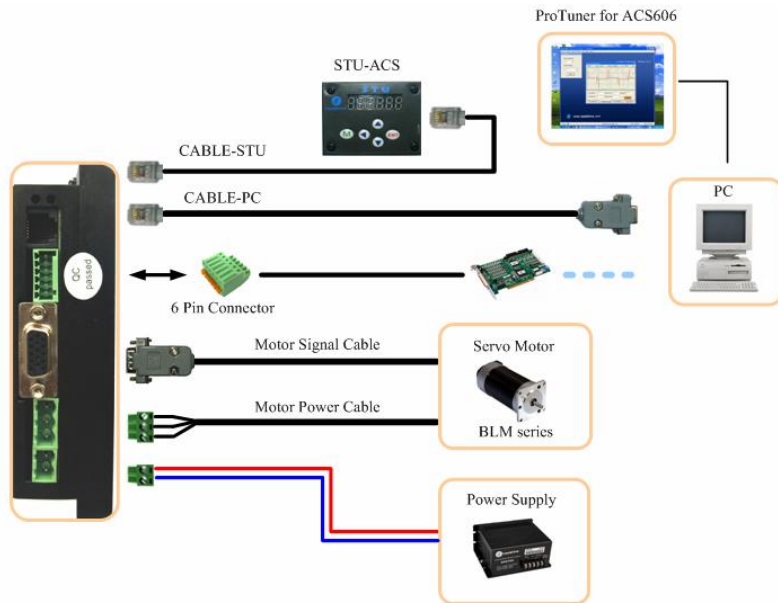 ProTuner for ACS606
STU-ACS
STU
M
CABLE-STU
CABLE-PC
PC
QC
passed
6 Pin Connector
Motor Signal Cable
Servo Motor
Motor Power Cable
BLM series
Power Supply